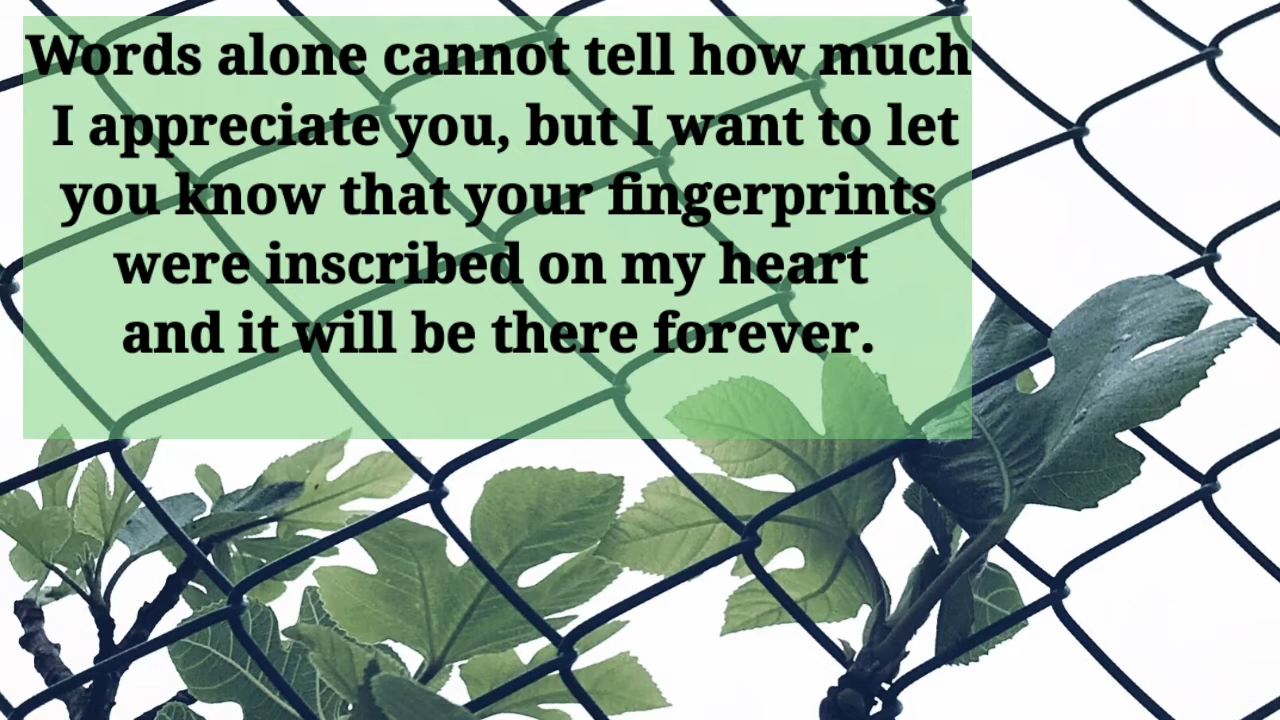 Words alone cannot tell how much
I appreciate you, but I want to let
you know that your fingerprints
were inscribed on my heart
and it will be there forever.